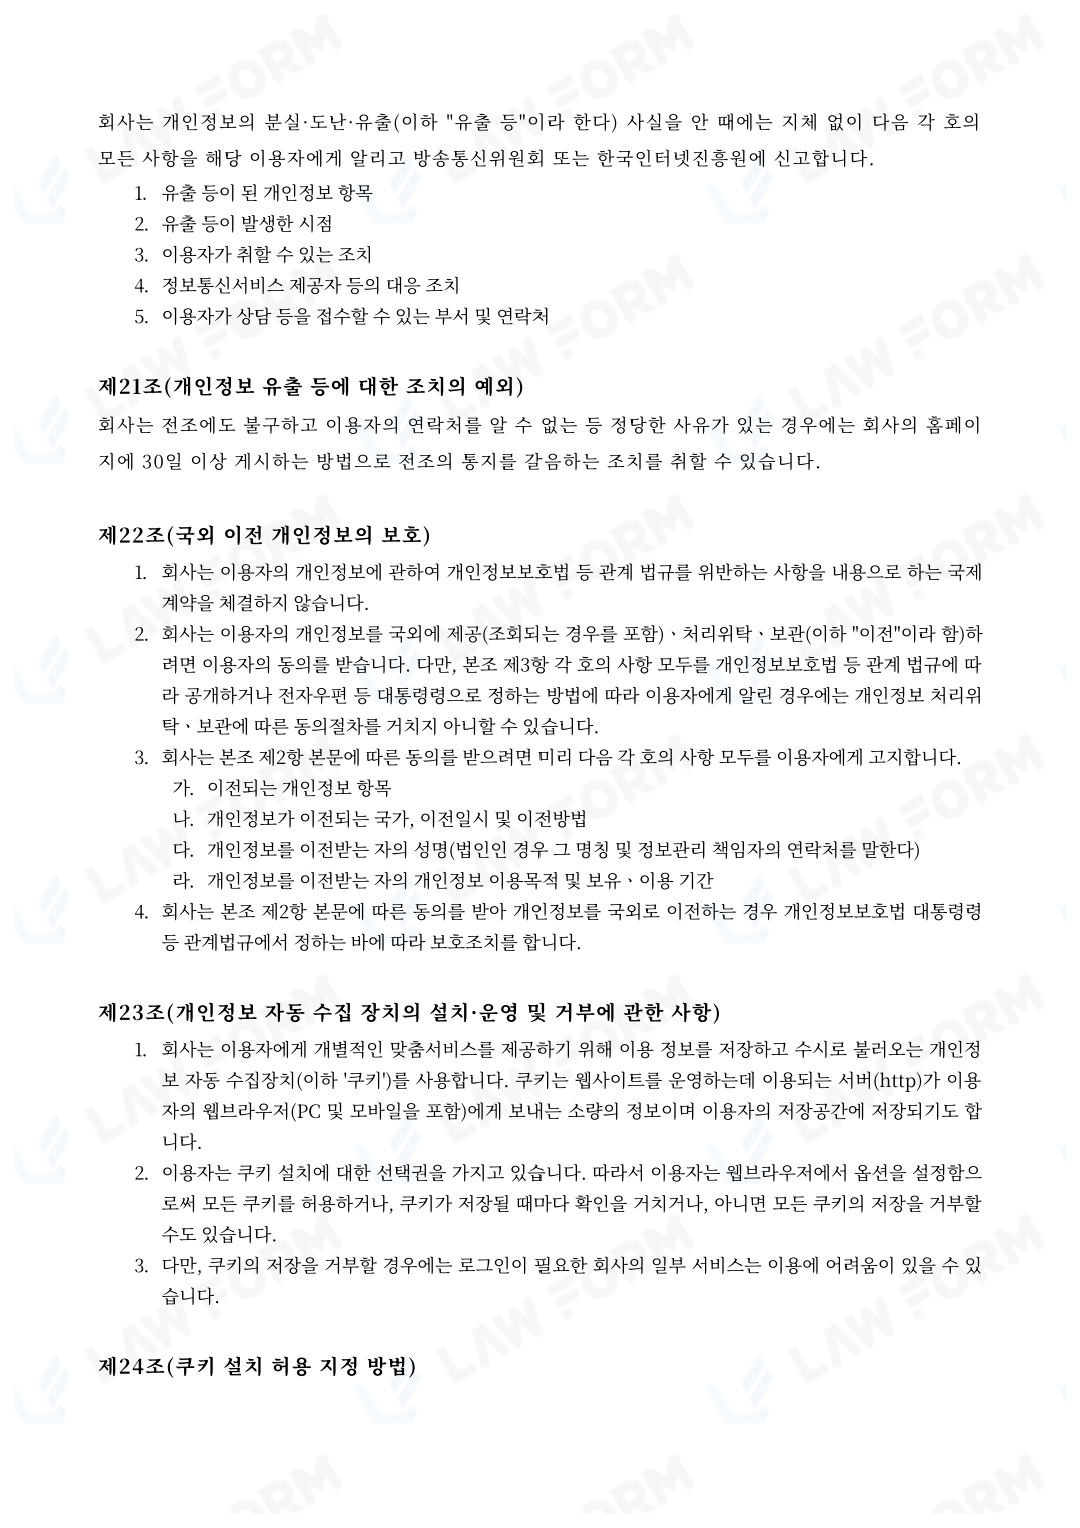 회사는 개인정보의 분실·도난·유출(이하 "유출 등"이라 한다) 사실을 안 때에는 지체 없이 다음 각 호의
모든 사항을 해당 이용자에게 알리고 방송통신위원회 또는 한국인터넷진흥원에 신고합니다.
1. 유출 등이 된 개인정보 항목
2. 유출 등이 발생한 시점
3. 이용자가 취할 수 있는 조치
4. 정보통신서비스 제공자 등의 대응 조치
5. 이용자가 상담 등을 접수할 수 있는 부서 및 연락처
제21조(개인정보 유출 등에 대한 조치의 예외)
회사는 전조에도 불구하고 이용자의 연락처를 알 수 없는 등 정당한 사유가 있는 경우에는 회사의 홈페이
지에 30일 이상 게시하는 방법으로 전조의 통지를 갈음하는 조치를 취할 수 있습니다.
제22조(국외 이전 개인정보의 보호)
1. 회사는 이용자의 개인정보에 관하여 개인정보보호법 등 관계 법규를 위반하는 사항을 내용으로 하는 국제
계약을 체결하지 않습니다.
2. 회사는 이용자의 개인정보를 국외에 제공(조회되는 경우를 포함)ㆍ처리위탁ㆍ보관(이하 "이전"이라 함)하
려면 이용자의 동의를 받습니다. 다만, 본조 제3항 각 호의 사항 모두를 개인정보보호법 등 관계 법규에 따
라 공개하거나 전자우편 등 대통령령으로 정하는 방법에 따라 이용자에게 알린 경우에는 개인정보 처리위
탁ㆍ보관에 따른 동의절차를 거치지 아니할 수 있습니다.
3. 회사는 본조 제2항 본문에 따른 동의를 받으려면 미리 다음 각 호의 사항 모두를 이용자에게 고지합니다.
가. 이전되는 개인정보 항목
나. 개인정보가 이전되는 국가, 이전일시 및 이전방법
다. 개인정보를 이전받는 자의 성명(법인인 경우 그 명칭 및 정보관리 책임자의 연락처를 말한다)
라. 개인정보를 이전받는 자의 개인정보 이용목적 및 보유ㆍ이용 기간
4. 회사는 본조 제2항 본문에 따른 동의를 받아 개인정보를 국외로 이전하는 경우 개인정보보호법 대통령령
등 관계법규에서 정하는 바에 따라 보호조치를 합니다.
제23조(개인정보 자동 수집 장치의 설치·운영 및 거부에 관한 사항)
1. 회사는 이용자에게 개별적인 맞춤서비스를 제공하기 위해 이용 정보를 저장하고 수시로 불러오는 개인정
보 자동 수집장치(이하 '쿠키')를 사용합니다. 쿠키는 웹사이트를 운영하는데 이용되는 서버(http)가 이용
자의 웹브라우저(PC 및 모바일을 포함)에게 보내는 소량의 정보이며 이용자의 저장공간에 저장되기도 합
니다.
2. 이용자는 쿠키 설치에 대한 선택권을 가지고 있습니다. 따라서 이용자는 웹브라우저에서 옵션을 설정함으
로써 모든 쿠키를 허용하거나, 쿠키가 저장될 때마다 확인을 거치거나, 아니면 모든 쿠키의 저장을 거부할
수도 있습니다.
3. 다만, 쿠키의 저장을 거부할 경우에는 로그인이 필요한 회사의 일부 서비스는 이용에 어려움이 있을 수 있
습니다.
제24조(쿠키 설치 허용 지정 방법)